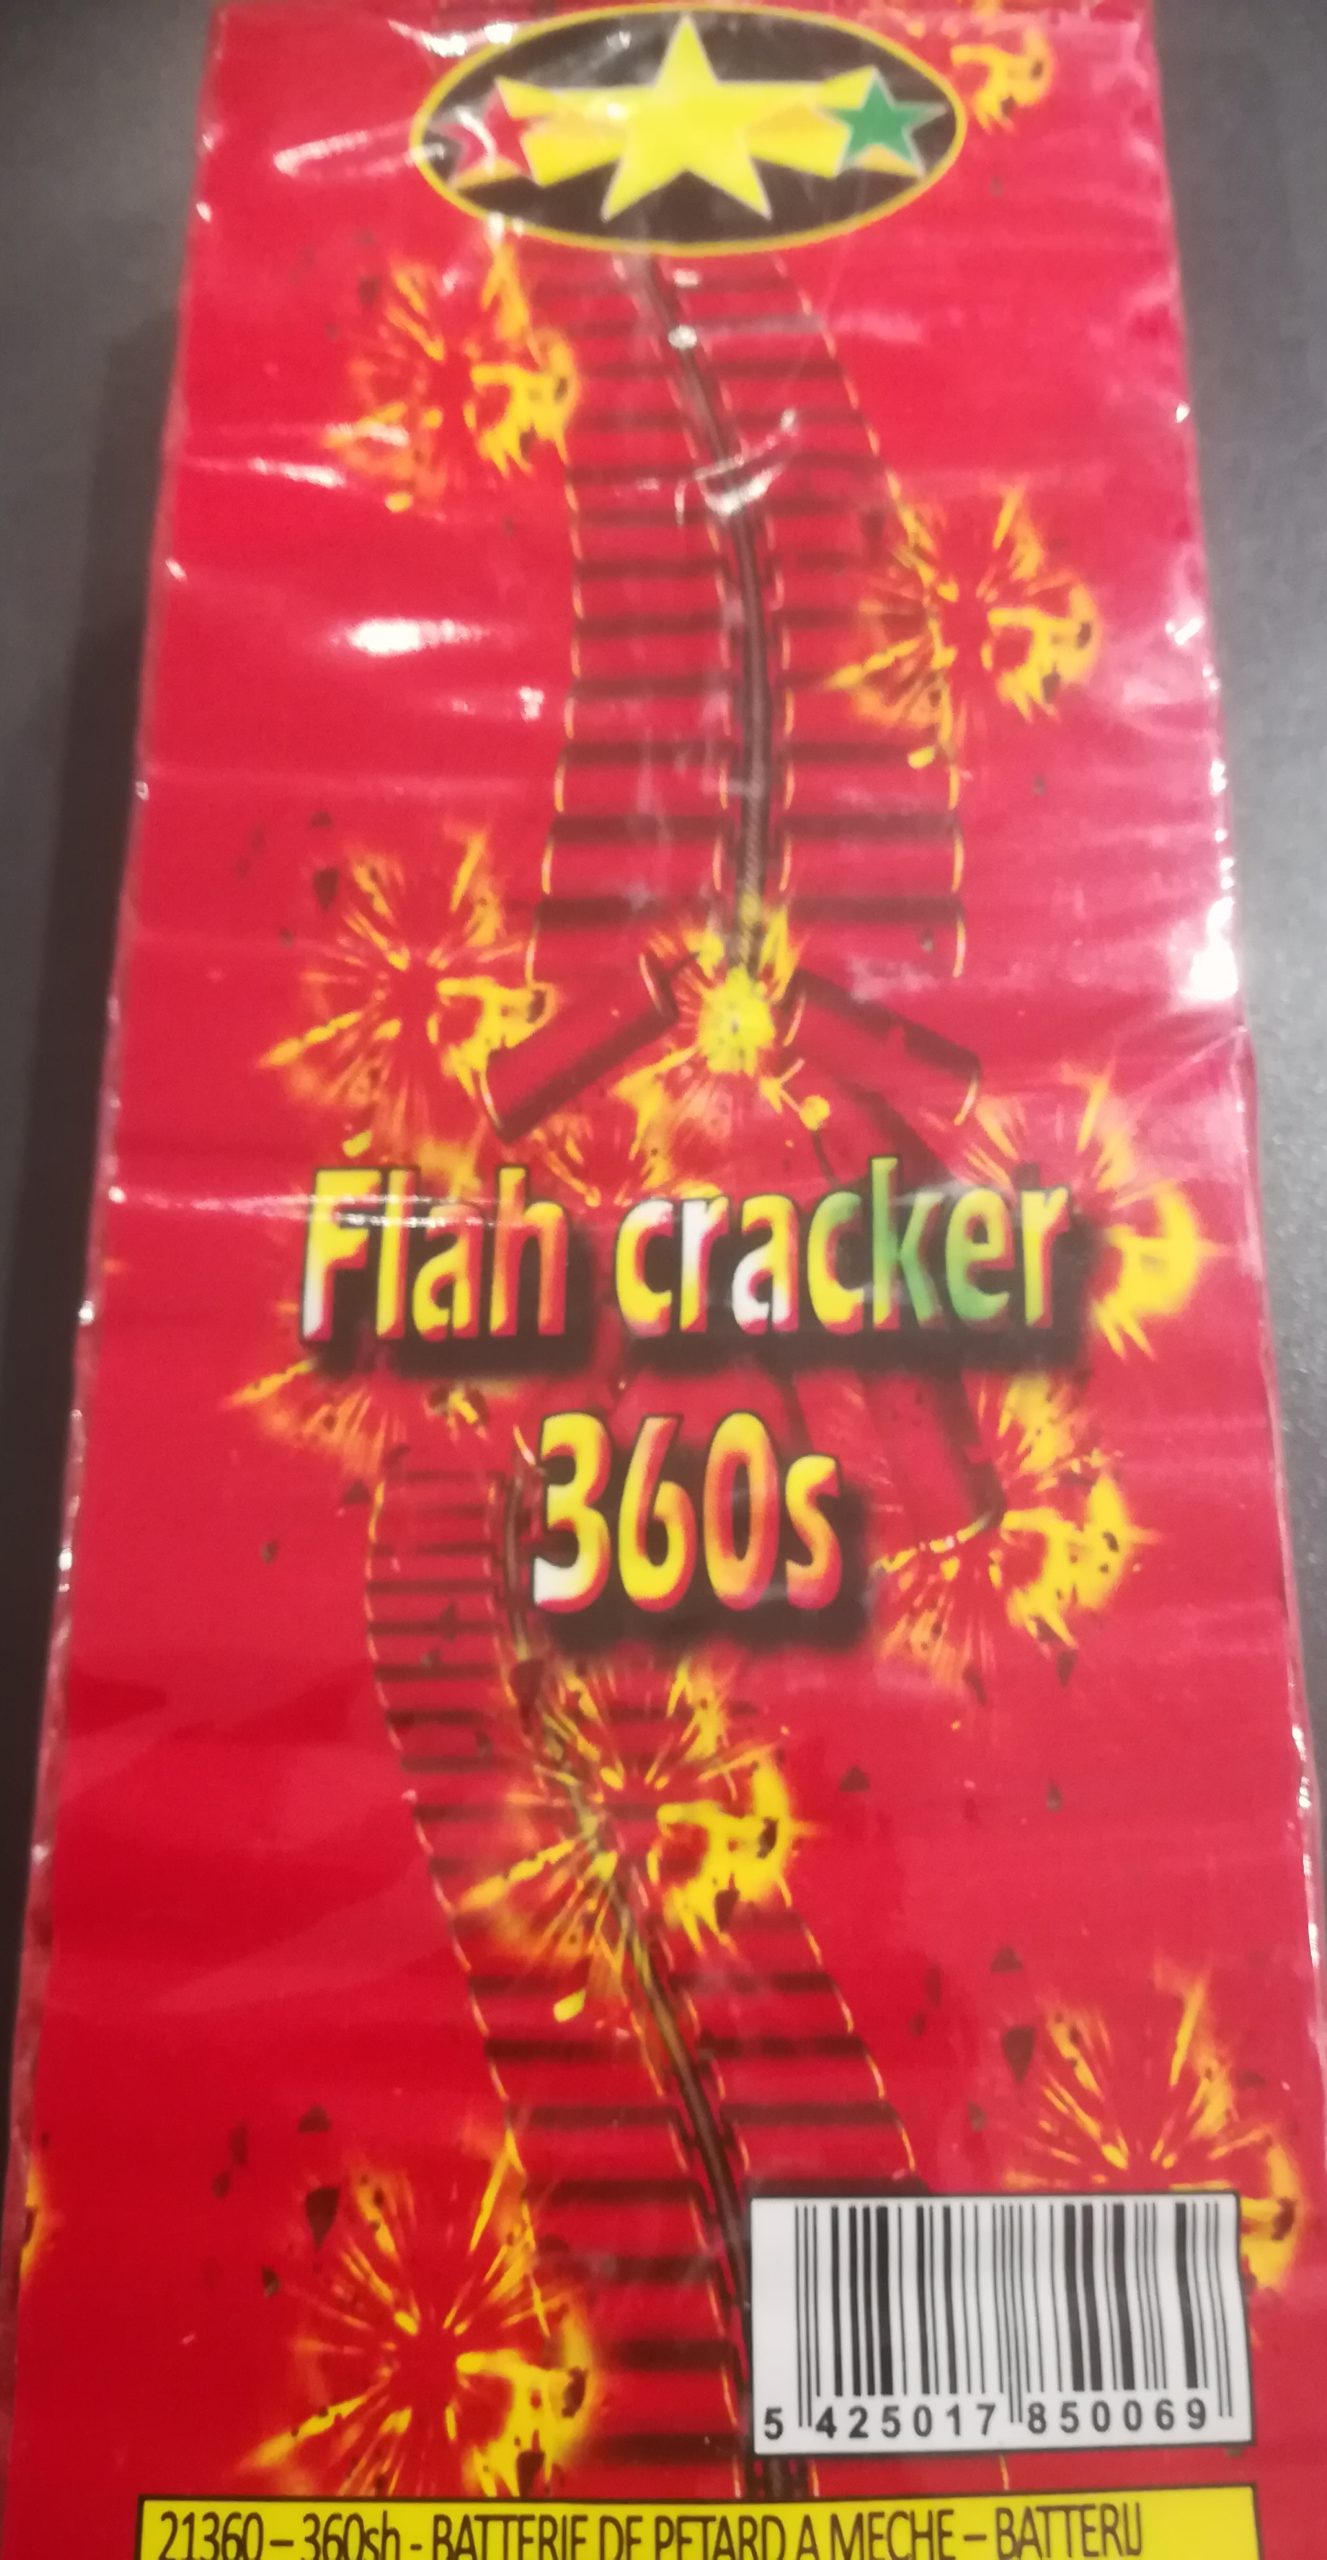 Flah cracker
360s
5 425017 850069
21360 – 360sh - BATTERIE DE PETARD A MECHE – BATTERIJ